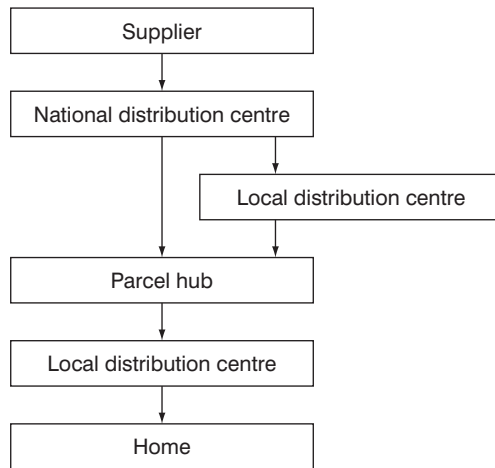 Supplier
National distribution centre
Local distribution centre
Parcel hub
Local distribution centre
Home